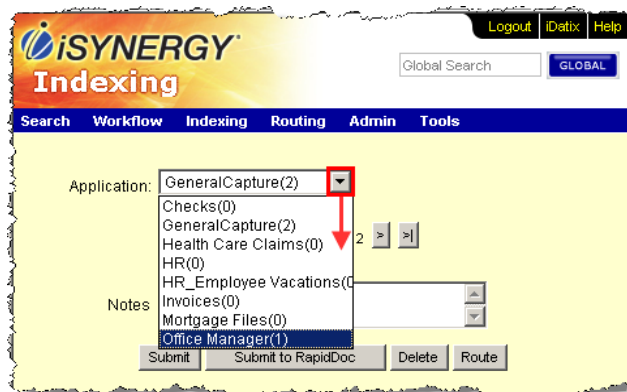 Logout iDatix Help
iSYNERGY
Indexing
Global Search GLOBAL
Search Workflow Indexing Routing Admin Tools
Application: GeneralCapture(2)
Checks(0)
GeneralCapture(2)
Health Care Claims(0)
2 > >|
HR(0)
HR_Employee Vacations(0
Invoices(0)
Notes
Mortgage Files(0)
Office Manager(1)
Submit Submit to RapidDoc Delete Route